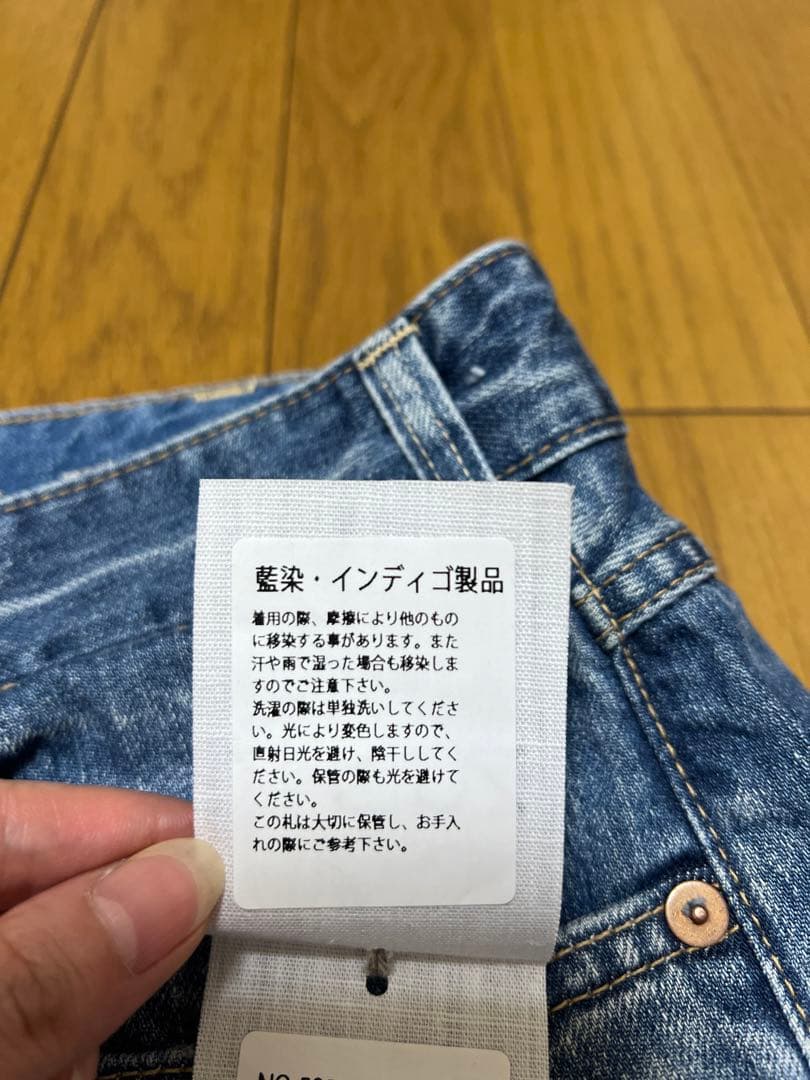 藍染・インディゴ製品
着用の際、摩擦により他のもの
に移染する事があります。また
汗や雨で湿った場合も移染しま
すのでご注意下さい。
洗濯の際は単独洗いしてくださ
い。光により変色しますので、
直射日光を避け、陰干ししてく
ださい。保管の際も光を避けて
ください。
この札は大切に保管し、お手入
れの際にご参考下さい。